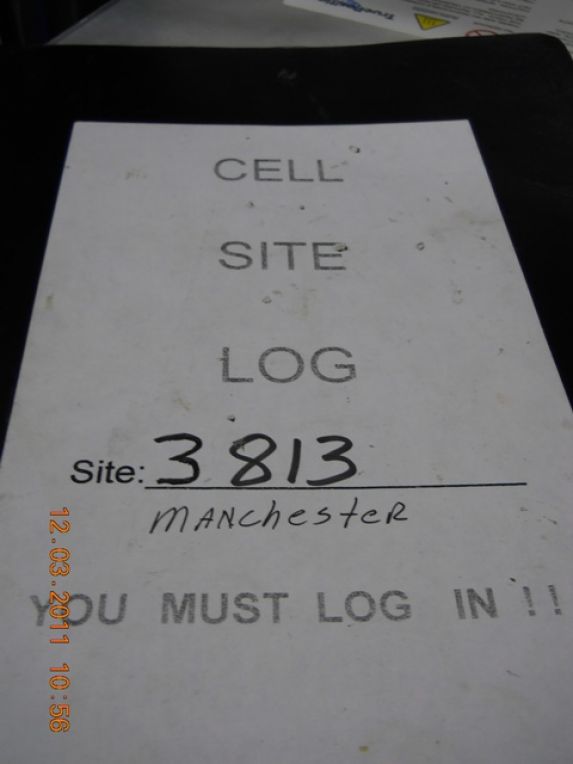 CELL
SITE
LOG
Site: 3813
MANchesteR
YOU MUST LOG IN !!
12.03.2011 10:56